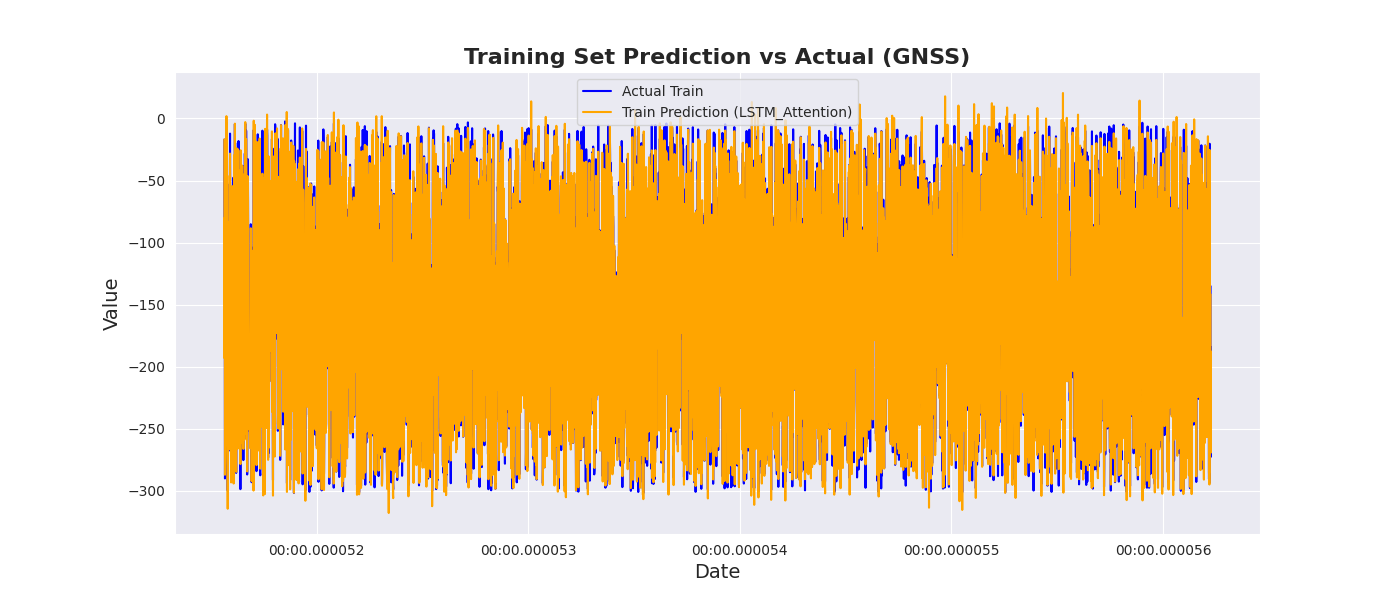 Training Set Prediction vs Actual (GNSS)
Actual Train
Train Prediction (LSTM_Attention)
Value
0
−50
−100
−150
−200
−250
−300
00:00.000052
00:00.000053
00:00.000054
00:00.000055
00:00.000056
Date